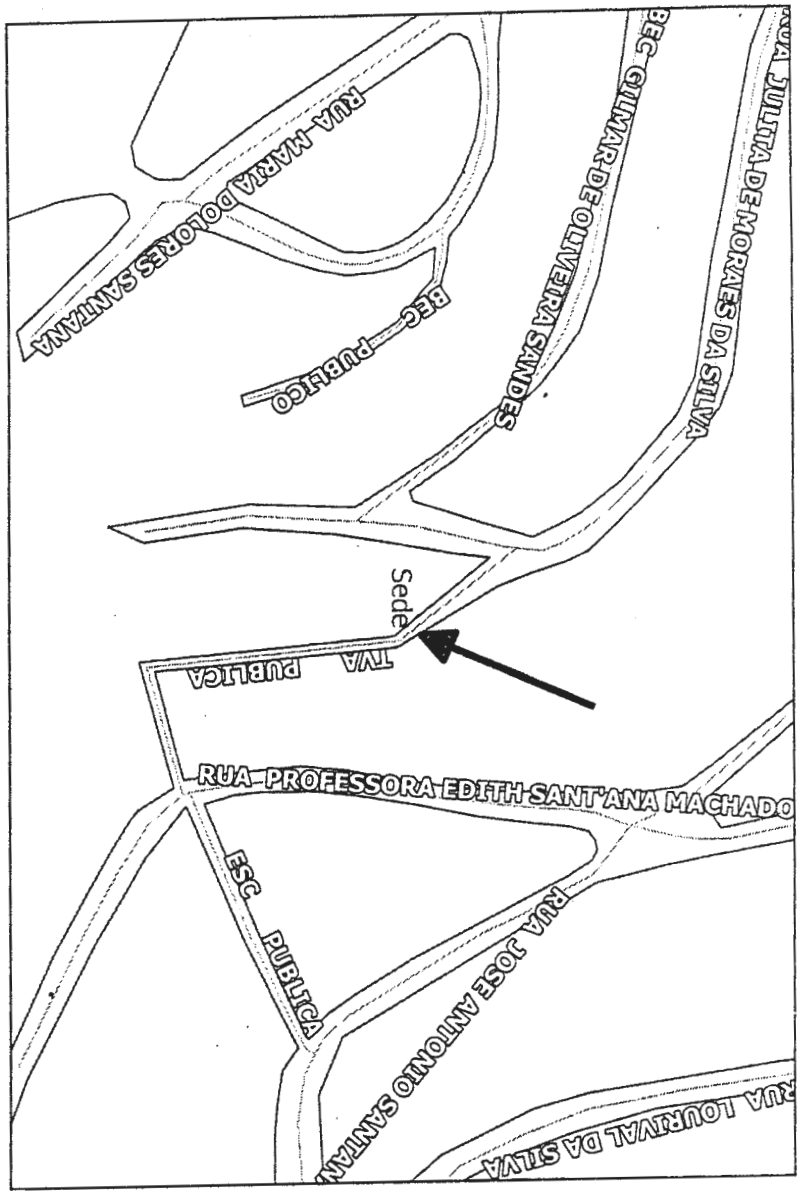 BEC GILMAR DE OLIVEIRA SANDES
RUA JULITA DE MORAES DA SILVA
RUA MARIA DOLORES SANTANA
BEC PUBLICO
Sede
TVA PUBLICA
RUA PROFESSORA EDITH SANT'ANA MACHADO
ESC PUBLICA
RUA JOSE ANTONIO SANTAN
RUA LOURIVAL DA SILVA